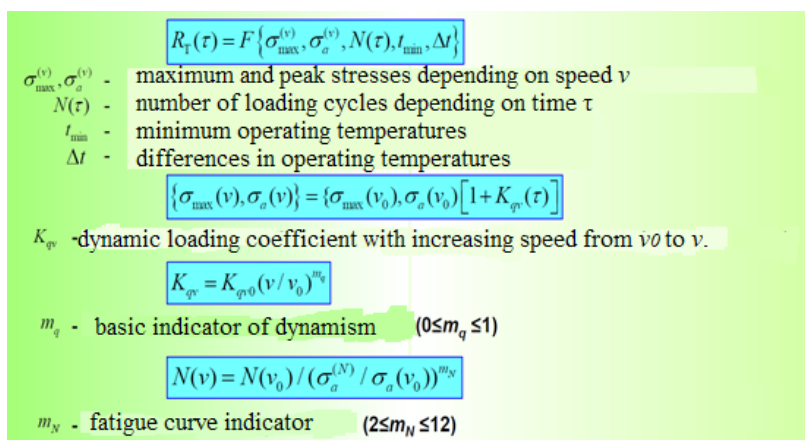 R_T(τ) = F{σ_max^(v), σ_a^(v), N(τ), t_min, Δt}
σ_max^(v), σ_a^(v) - maximum and peak stresses depending on speed v
N(τ) - number of loading cycles depending on time τ
t_min - minimum operating temperatures
Δt - differences in operating temperatures
{σ_max(v), σ_a(v)} = {σ_max(v_0), σ_a(v_0)[1+K_qv(τ)]
K_qv -dynamic loading coefficient with increasing speed from v0 to v.
K_qv = K_qv0(v/v_0)^m_q
m_q - basic indicator of dynamism (0≤m_q ≤1)
N(v) = N(v_0)/(σ_a^(N)/σ_a(v_0))^m_N
m_N - fatigue curve indicator (2≤m_N ≤12)